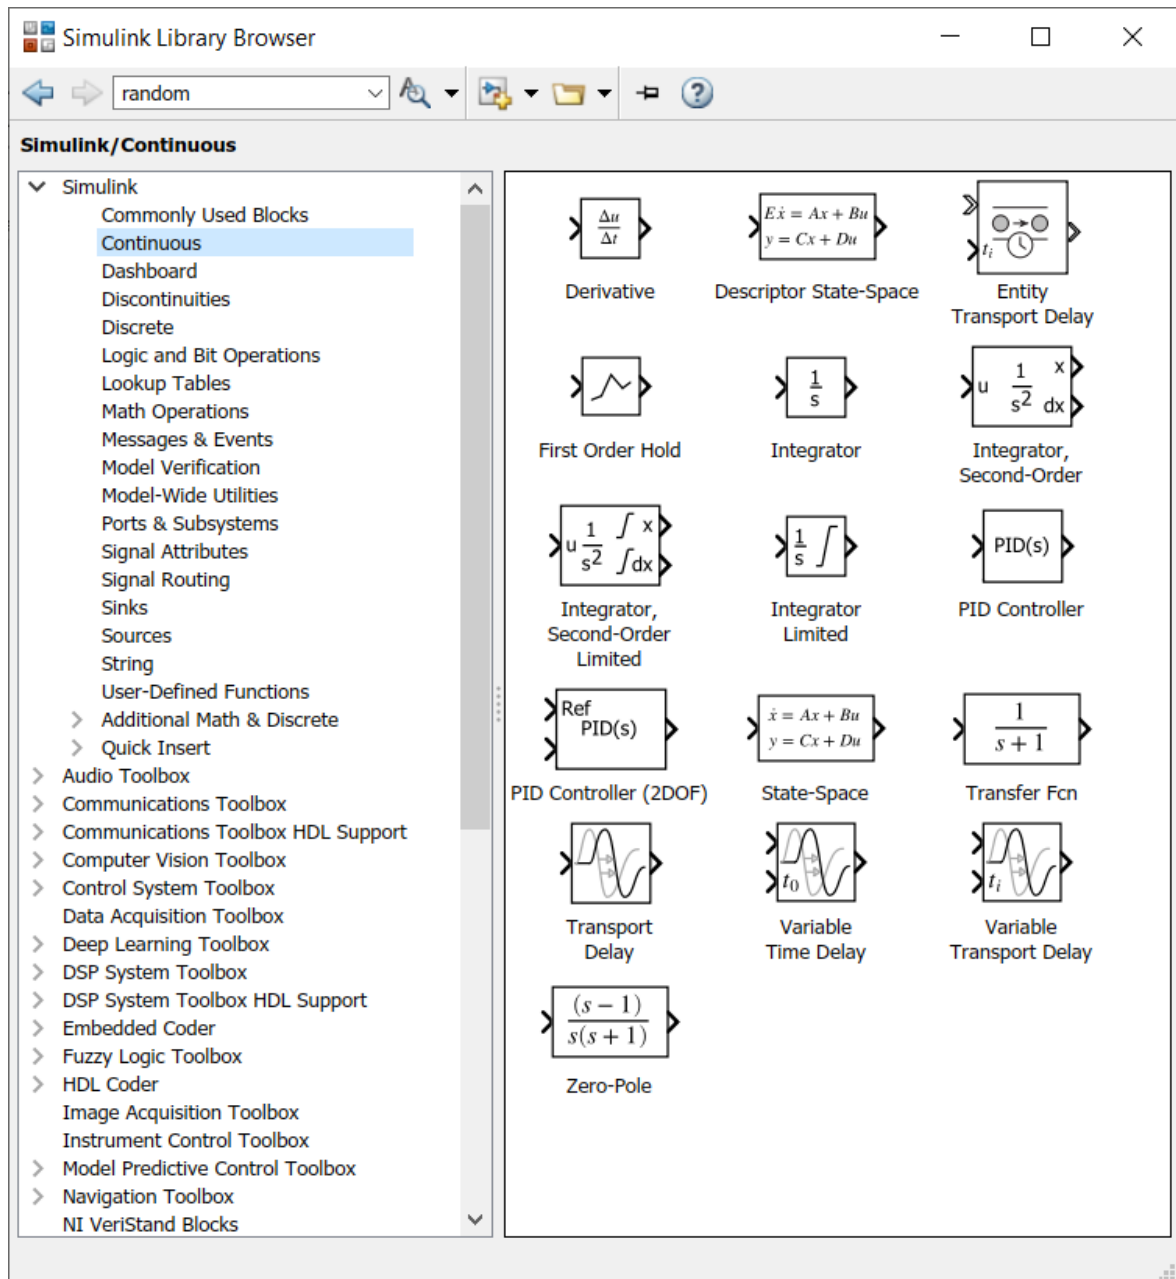 Simulink Library Browser
random
Simulink/Continuous
Simulink
Commonly Used Blocks
Continuous
Dashboard
Discontinuities
Discrete
Logic and Bit Operations
Lookup Tables
Math Operations
Messages & Events
Model Verification
Model-Wide Utilities
Ports & Subsystems
Signal Attributes
Signal Routing
Sinks
Sources
String
User-Defined Functions
Additional Math & Discrete
Quick Insert
Audio Toolbox
Communications Toolbox
Communications Toolbox HDL Support
Computer Vision Toolbox
Control System Toolbox
Data Acquisition Toolbox
Deep Learning Toolbox
DSP System Toolbox
DSP System Toolbox HDL Support
Embedded Coder
Fuzzy Logic Toolbox
HDL Coder
Image Acquisition Toolbox
Instrument Control Toolbox
Model Predictive Control Toolbox
Navigation Toolbox
NI VeriStand Blocks
Δu
Δt
Derivative
Eẋ = Ax + Bu
y = Cx + Du
Descriptor State-Space
tᵢ
Entity
Transport Delay
First Order Hold
1
s
Integrator
u 1 x
s² dx
Integrator,
Second-Order
u 1 ∫ x
s² ∫dx
Integrator,
Second-Order
Limited
1 ∫
s
Integrator
Limited
PID(s)
PID Controller
Ref
PID(s)
PID Controller (2DOF)
ẋ = Ax + Bu
y = Cx + Du
State-Space
1
s + 1
Transfer Fcn
Transport
Delay
t₀
Variable
Time Delay
tᵢ
Variable
Transport Delay
(s − 1)
s(s + 1)
Zero-Pole